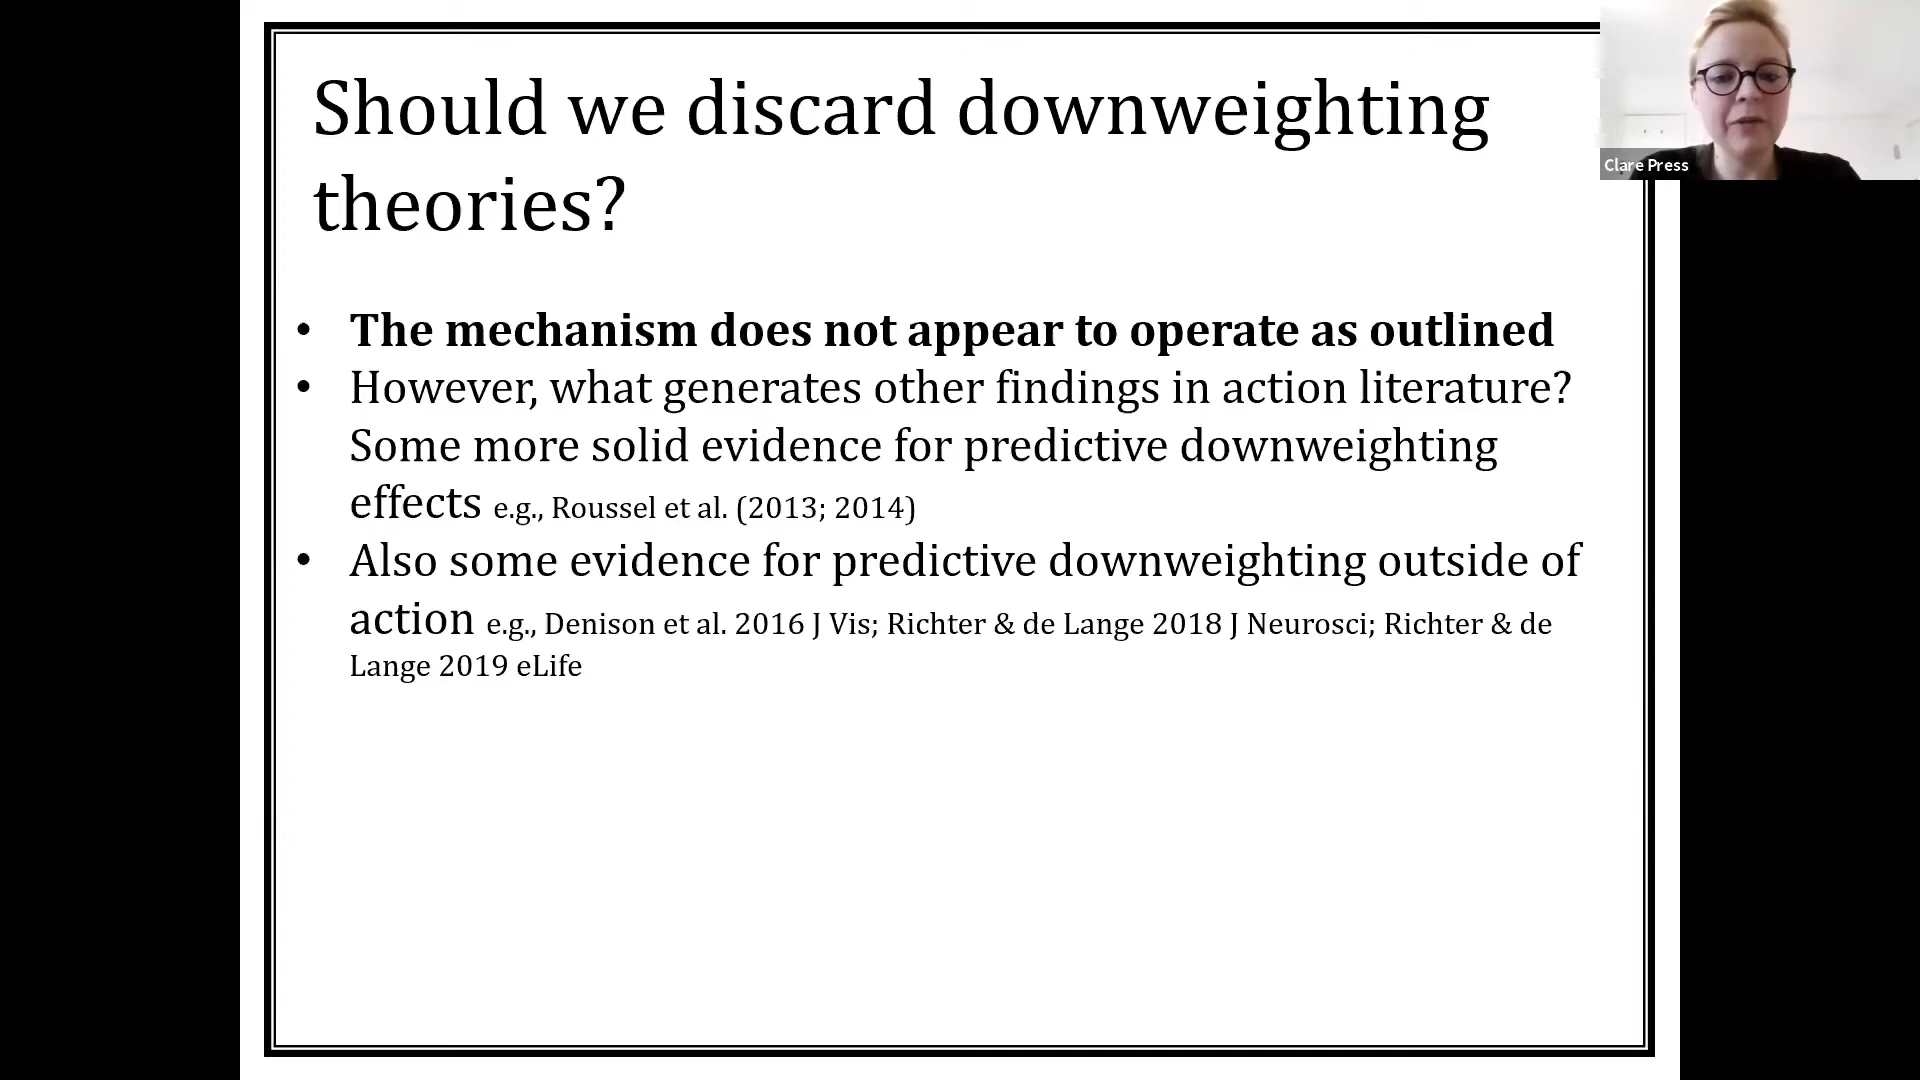 Should we discard downweighting
theories?
• The mechanism does not appear to operate as outlined
• However, what generates other findings in action literature?
Some more solid evidence for predictive downweighting
effects e.g., Roussel et al. (2013; 2014)
• Also some evidence for predictive downweighting outside of
action e.g., Denison et al. 2016 J Vis; Richter & de Lange 2018 J Neurosci; Richter & de
Lange 2019 eLife
Clare Press